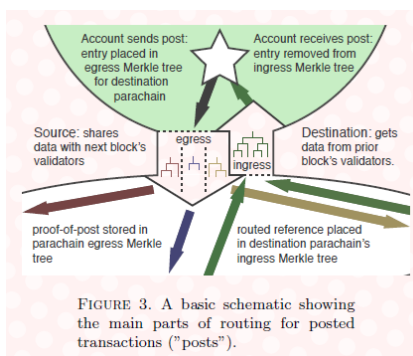 Account sends post:
entry placed in
egress Merkle tree
for destination
parachain
Account receives post:
entry removed from
ingress Merkle tree
Source: shares
data with next block's
validators
egress
ingress
Destination: gets
data from prior
block's validators.
proof-of-post stored in
parachain egress Merkle
tree
routed reference placed
in destination parachain's
ingress Merkle tree
FIGURE 3. A basic schematic showing
the main parts of routing for posted
transactions ("posts").